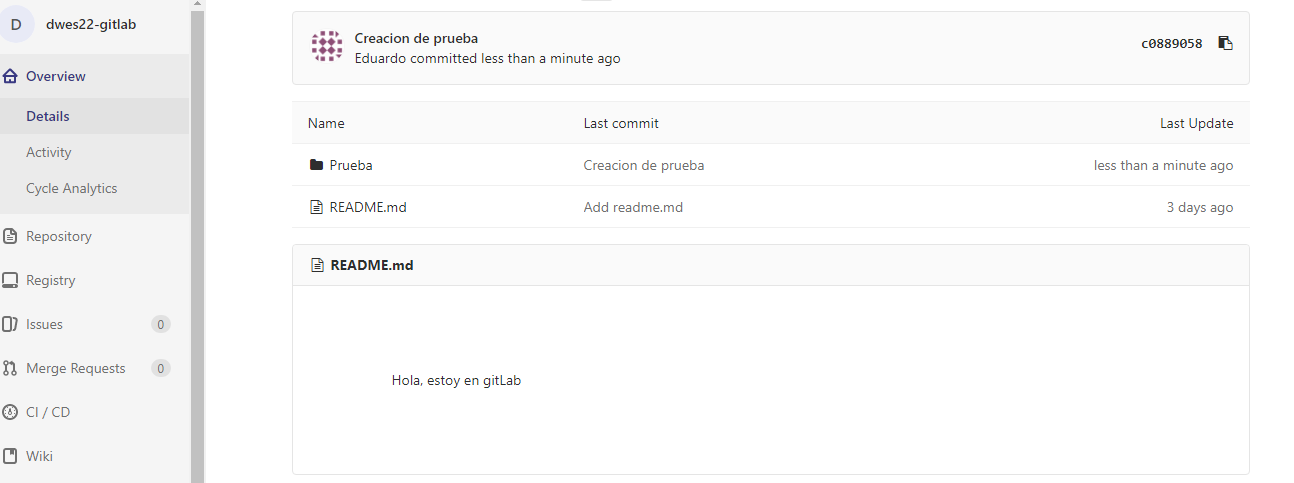 D dwes22-gitlab
Overview
Details
Activity
Cycle Analytics
Repository
Registry
Issues 0
Merge Requests 0
CI / CD
Wiki
Creacion de prueba
Eduardo committed less than a minute ago
c0889058
Name Last commit Last Update
Prueba Creacion de prueba less than a minute ago
README.md Add readme.md 3 days ago
README.md
Hola, estoy en gitLab